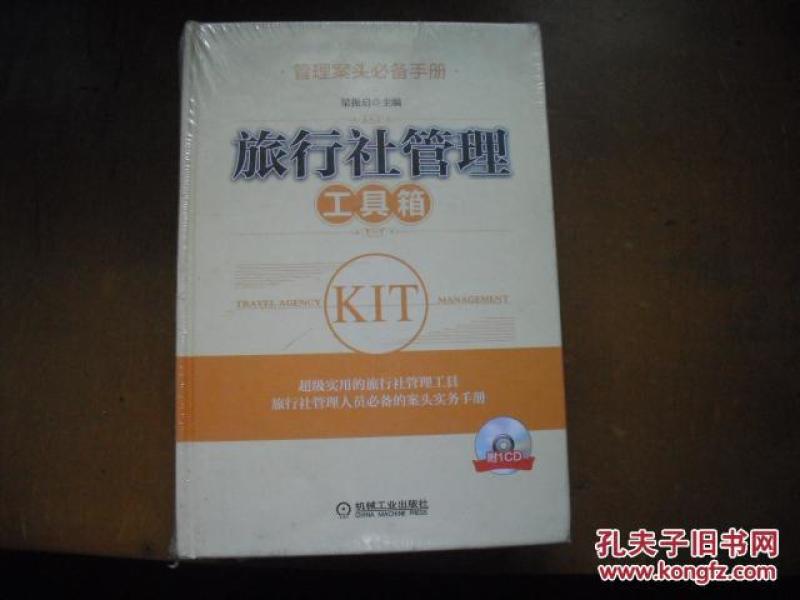 ·管理案头必备手册·
梁振启◎主编
旅行社管理
工具箱
TRAVEL AGENCY KIT MANAGEMENT
超级实用的旅行社管理工具
旅行社管理人员必备的案头实务手册
附1CD
机械工业出版社
CHINA MACHINE PRESS
孔夫子旧书网
www.kongfz.com